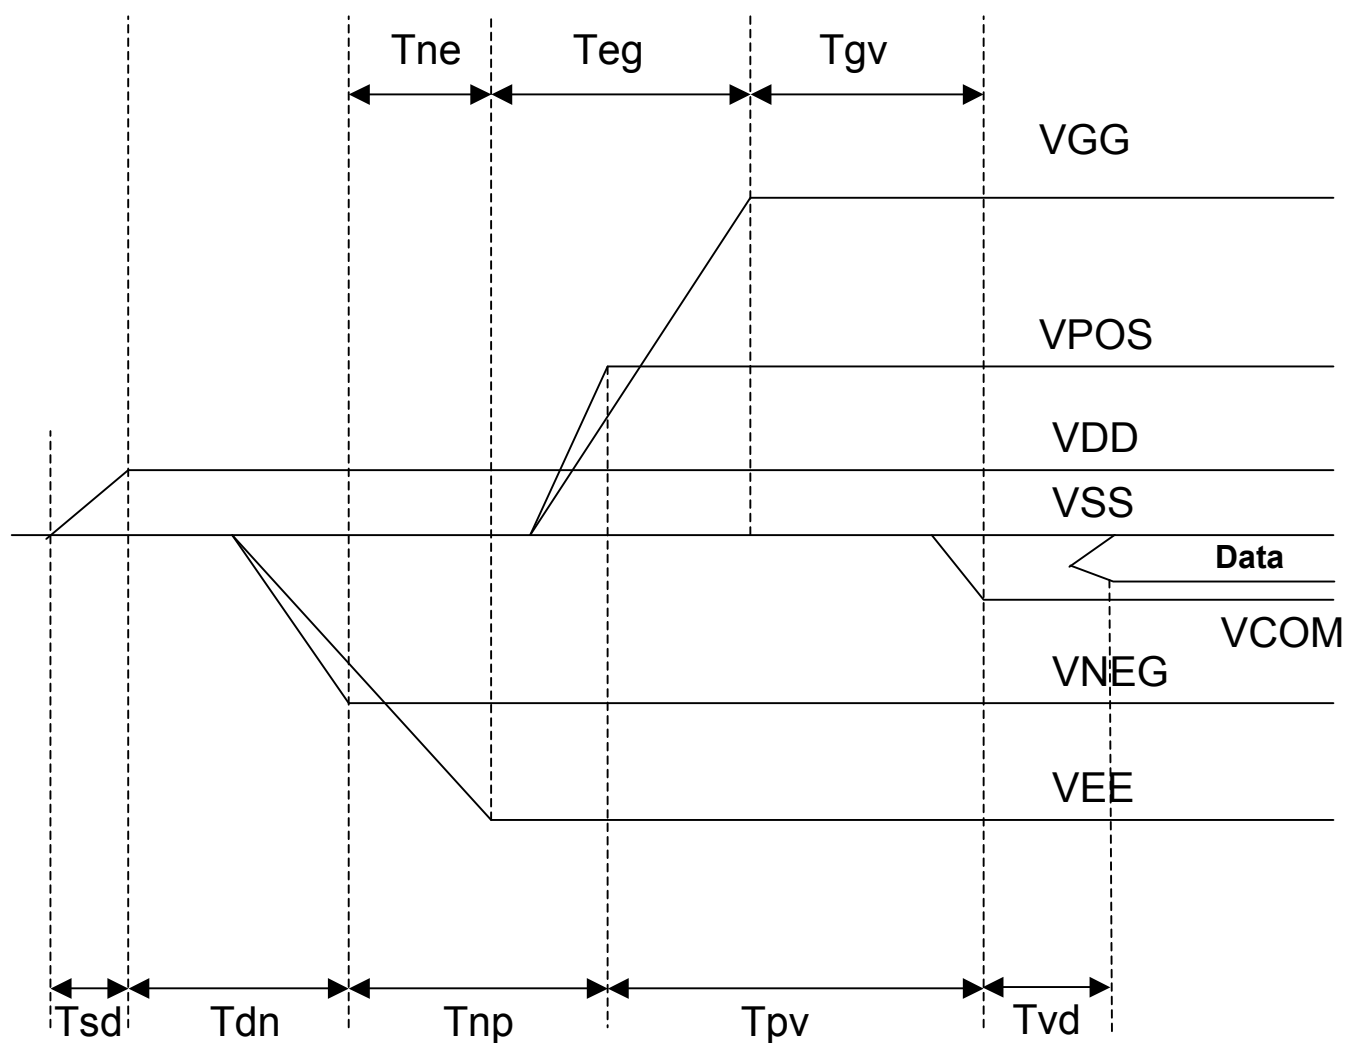 Tne
Teg
Tgv
VGG
VPOS
VDD
VSS
Data
VCOM
VNEG
VEE
Tsd
Tdn
Tnp
Tpv
Tvd